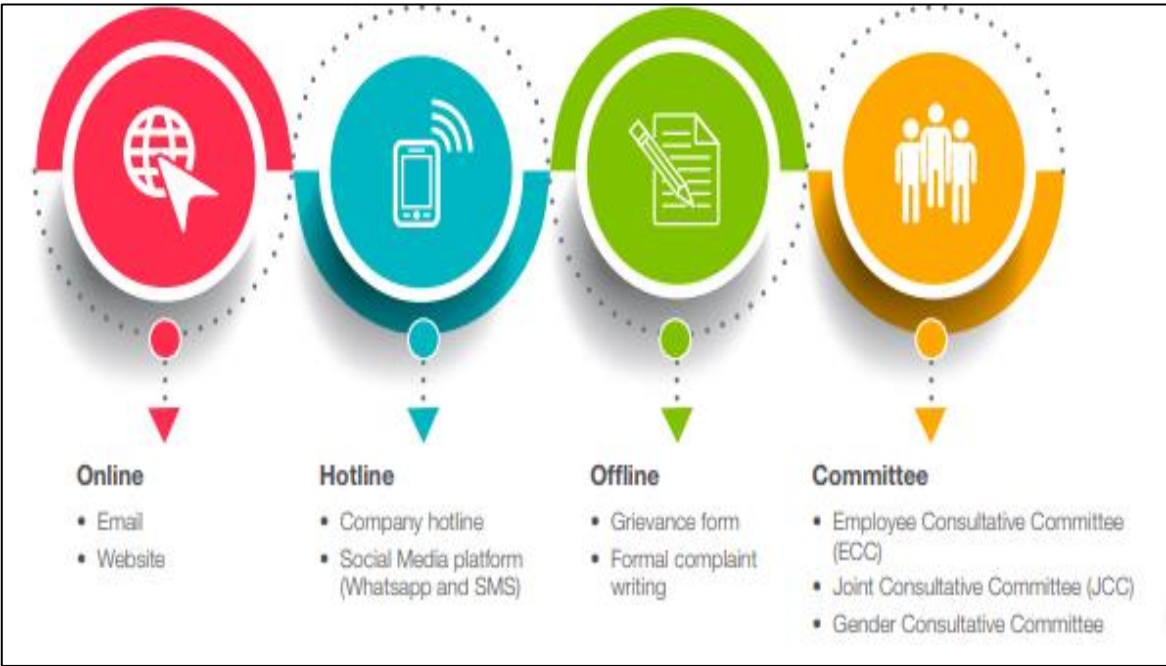 Online
• Email
• Website
Hotline
• Company hotline
• Social Media platform
(Whatsapp and SMS)
Offline
• Grievance form
• Formal complaint
writing
Committee
• Employee Consultative Committee
(ECC)
• Joint Consultative Committee (JCC)
• Gender Consultative Committee